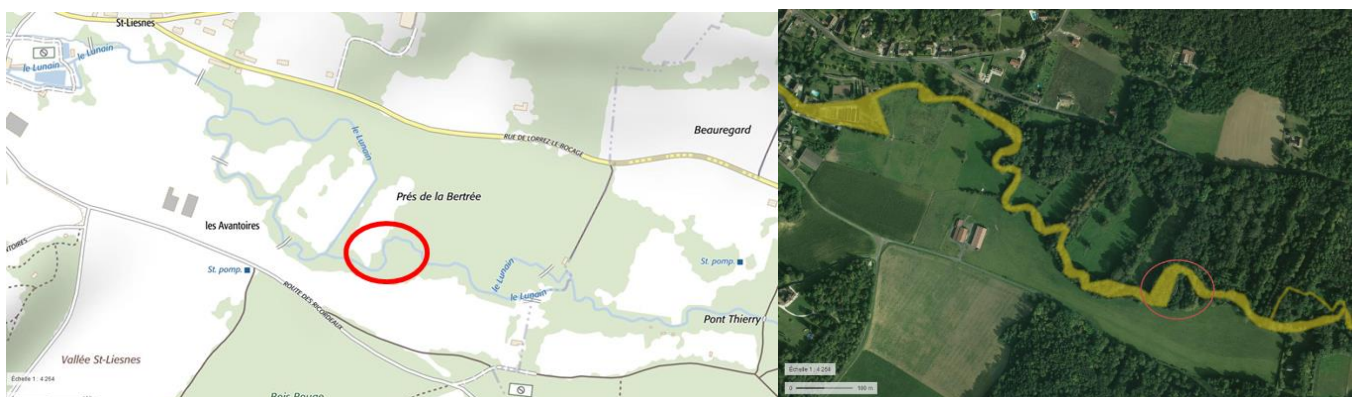 St-Liesnes
le Lunain
le Lunain
le Lunain
RUE DE LORREZ-LE-BOCAGE
Beauregard
Prés de la Bertrée
les Avantoires
St. pomp.
St. pomp.
le Lunain
le Lunain
ROUTE DES RICORDEAUX
Pont Thierry
Vallée St-Liesnes
Échelle 1 : 4 264
Bois Rouge
Échelle 1 : 4 264
0
100 m